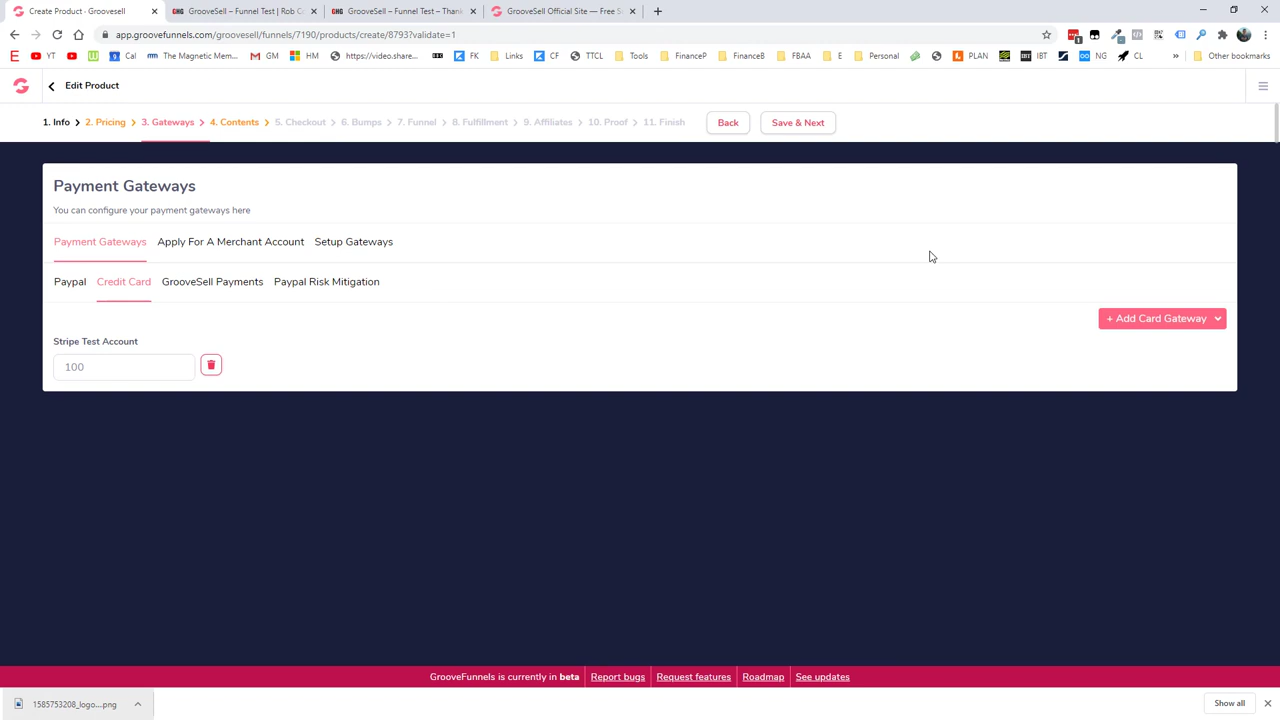 Create Product - Groovesell
GrooveSell – Funnel Test | Rob C
GrooveSell – Funnel Test – Thank
GrooveSell Official Site — Free S
app.groovefunnels.com/groovesell/funnels/7190/products/create/8793?validate=1
YT
Cal
The Magnetic Mem...
GM
HM
https://video.share...
FK
Links
CF
TTCL
Tools
FinanceP
FinanceB
FBAA
E
Personal
PLAN
IBT
NG
CL
»
Other bookmarks
Edit Product
1. Info
2. Pricing
3. Gateways
4. Contents
5. Checkout
6. Bumps
7. Funnel
8. Fulfillment
9. Affiliates
10. Proof
11. Finish
Back
Save & Next
Payment Gateways
You can configure your payment gateways here
Payment Gateways
Apply For A Merchant Account
Setup Gateways
Paypal
Credit Card
GrooveSell Payments
Paypal Risk Mitigation
+ Add Card Gateway
Stripe Test Account
100
GrooveFunnels is currently in beta
Report bugs
Request features
Roadmap
See updates
1585753208_logo....png
Show all